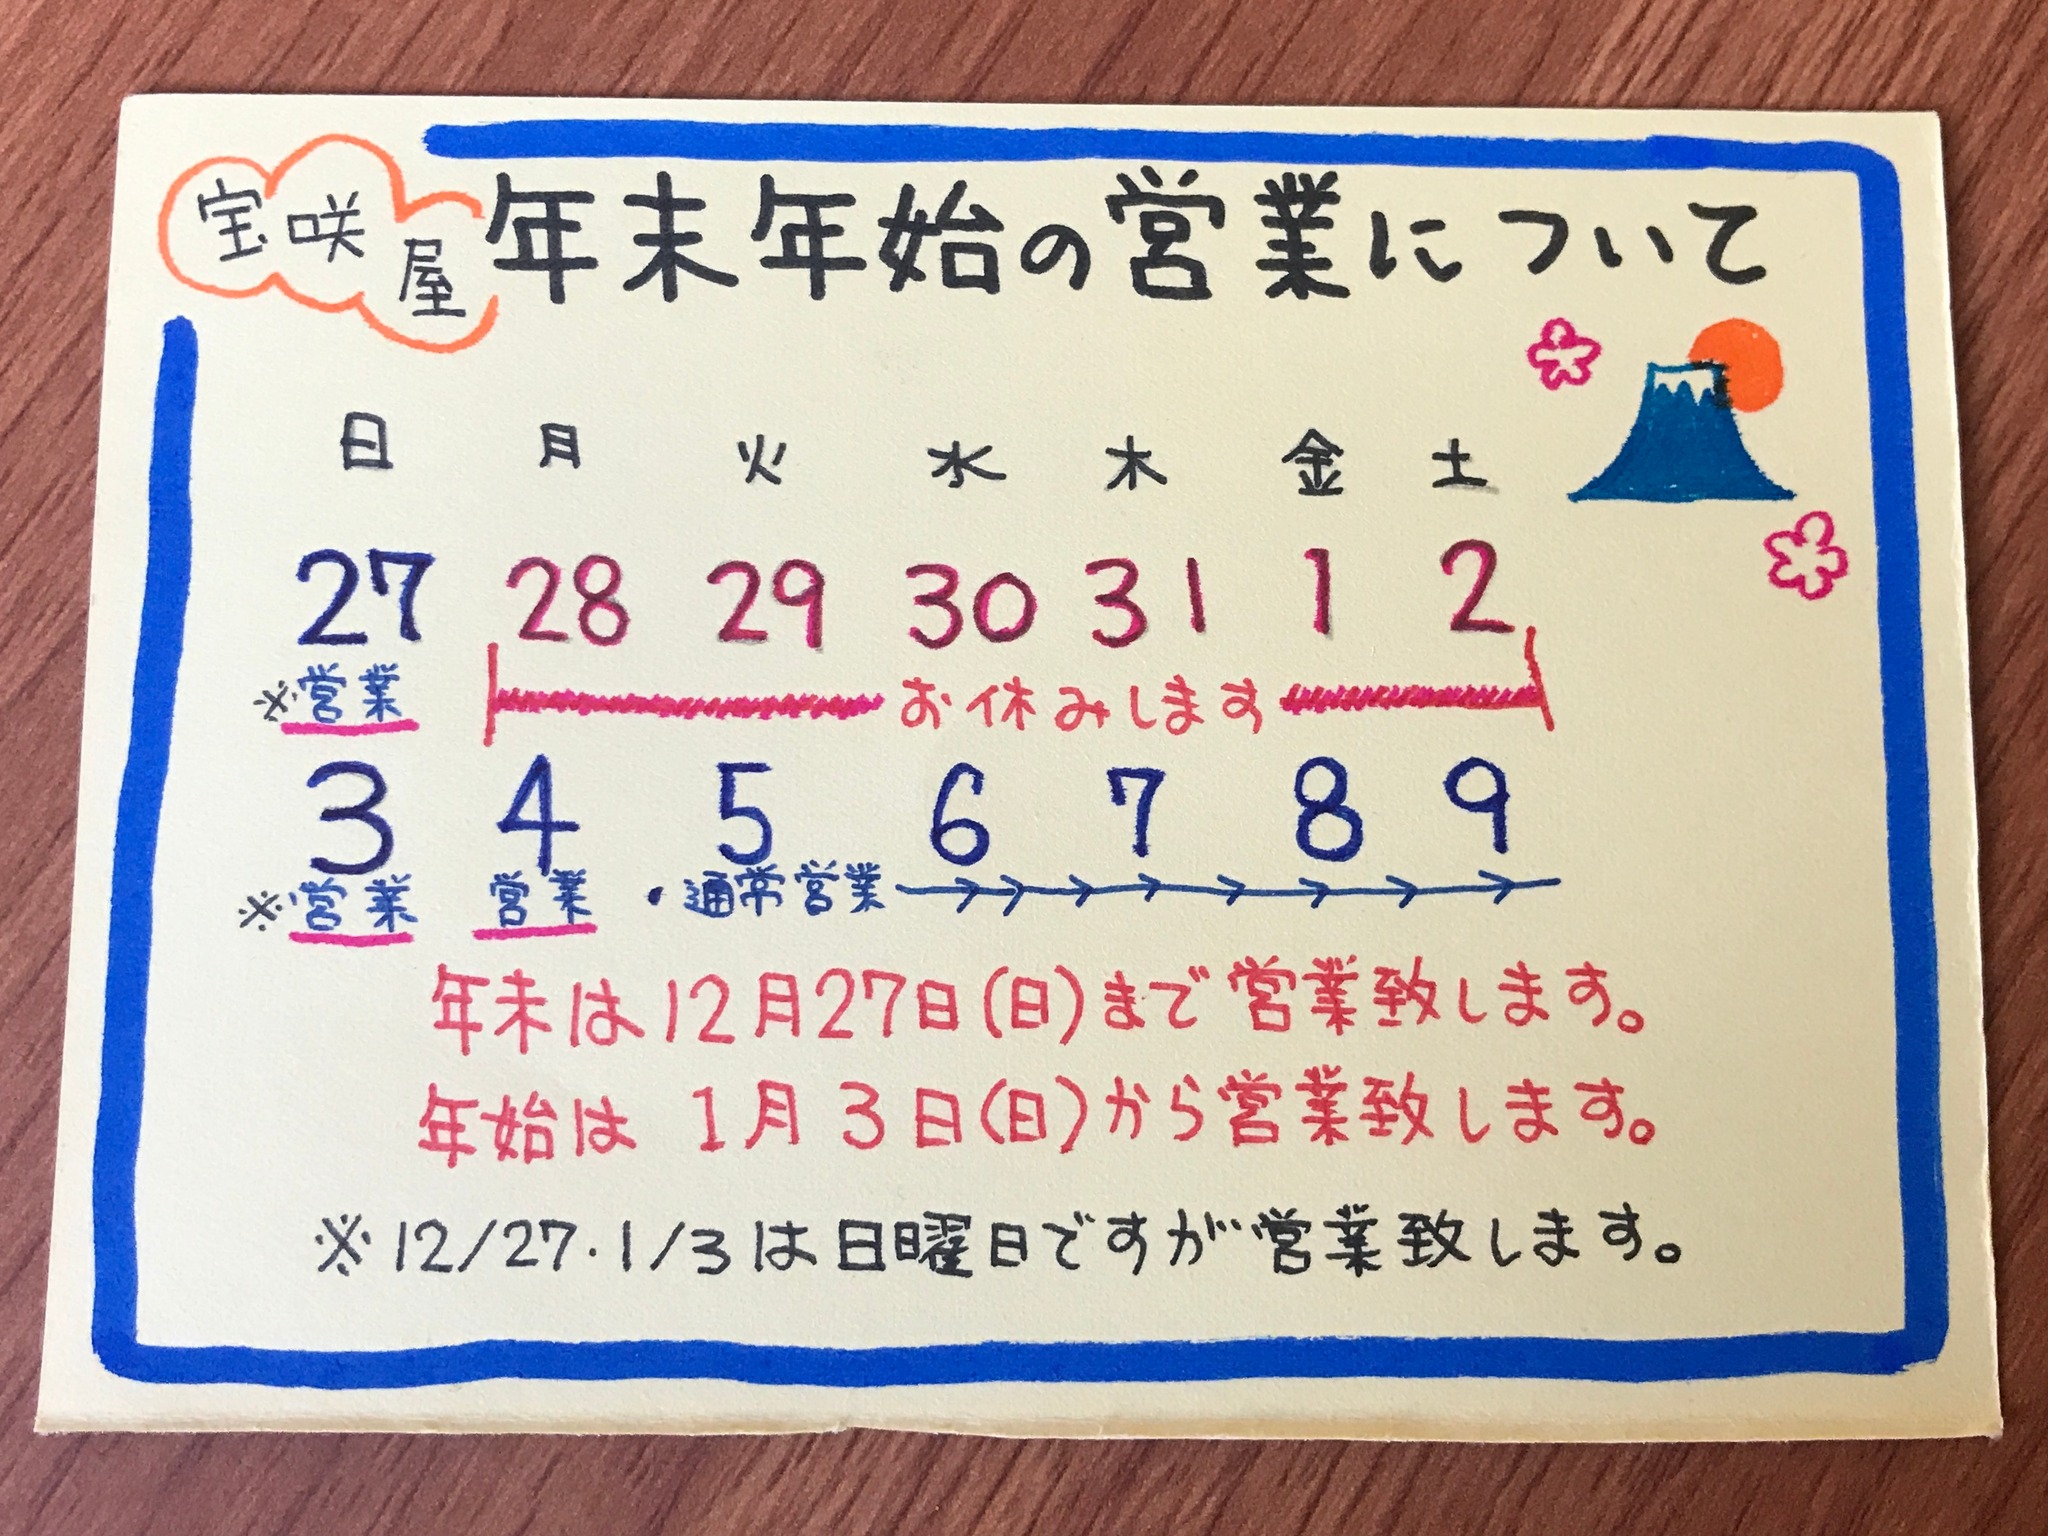 宝咲屋
年末年始の営業について
日 月 火 水 木 金 土
27 28 29 30 31 1 2
※営業 お休みします
3 4 5 6 7 8 9
※営業 営業 ・通常営業
年末は12月27日(日)まで営業致します。
年始は1月3日(日)から営業致します。
※12/27・1/3は日曜日ですが営業致します。